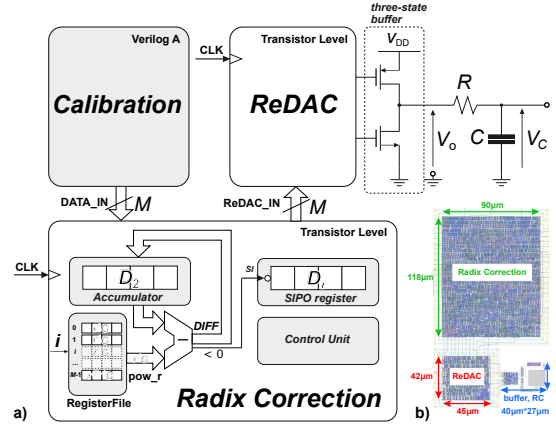 three-state
buffer
Verilog A
Transistor Level
CLK
V_DD
Calibration
ReDAC
R
C
V_o
V_C
DATA_IN
M
ReDAC_IN
M
90µm
Transistor Level
CLK
Radix Correction
118µm
D
SI
D
Accumulator
DIFF
SIPO register
i
0
1
i
...
M-1
−
< 0
Control Unit
pow_r
RegisterFile
Radix Correction
42µm
ReDAC
45µm
buffer, RC
40µm*27µm
a)
b)